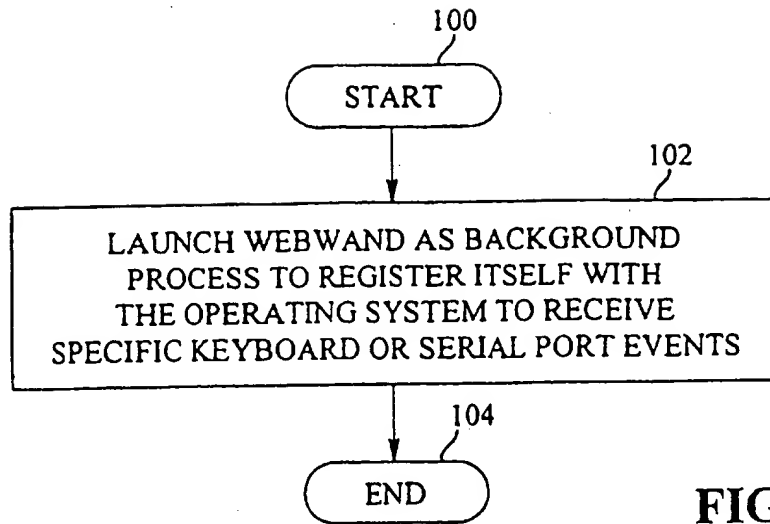 100
START
102
LAUNCH WEBWAND AS BACKGROUND
PROCESS TO REGISTER ITSELF WITH
THE OPERATING SYSTEM TO RECEIVE
SPECIFIC KEYBOARD OR SERIAL PORT EVENTS
104
END
FIG